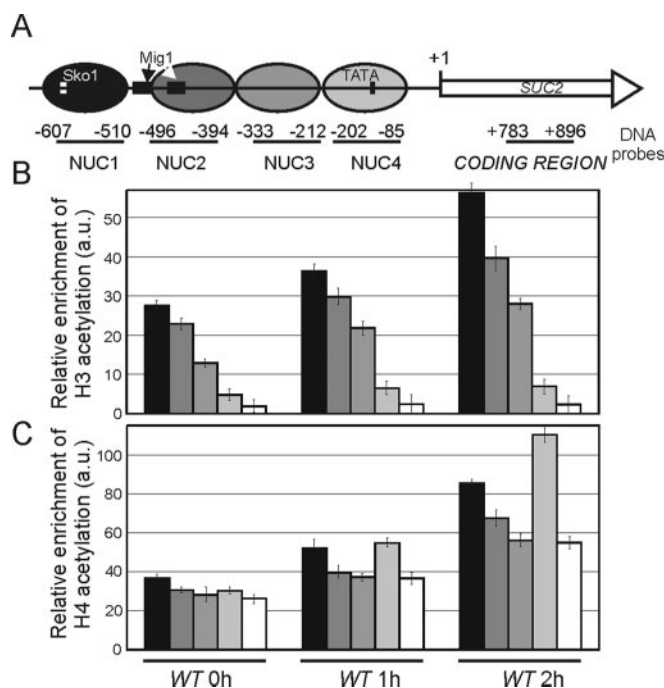 A
Mig1
Sko1
TATA
+1
SUC2
-607 -510 -496 -394 -333 -212 -202 -85 +783 +896 DNA probes
NUC1 NUC2 NUC3 NUC4 CODING REGION
B
Relative enrichment of
H3 acetylation (a.u.)
50
40
30
20
10
0
C
Relative enrichment of
H4 acetylation (a.u.)
100
80
60
40
20
0
WT 0h WT 1h WT 2h